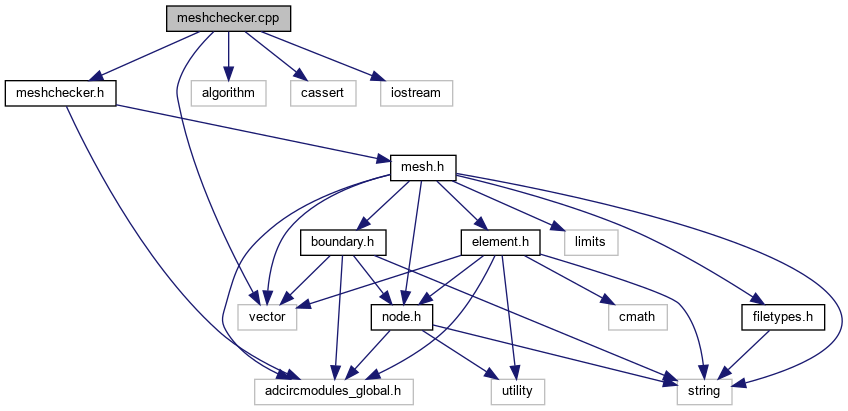 meshchecker.cpp
meshchecker.h
algorithm
cassert
iostream
mesh.h
boundary.h
element.h
limits
vector
node.h
cmath
filetypes.h
adcircmodules_global.h
utility
string